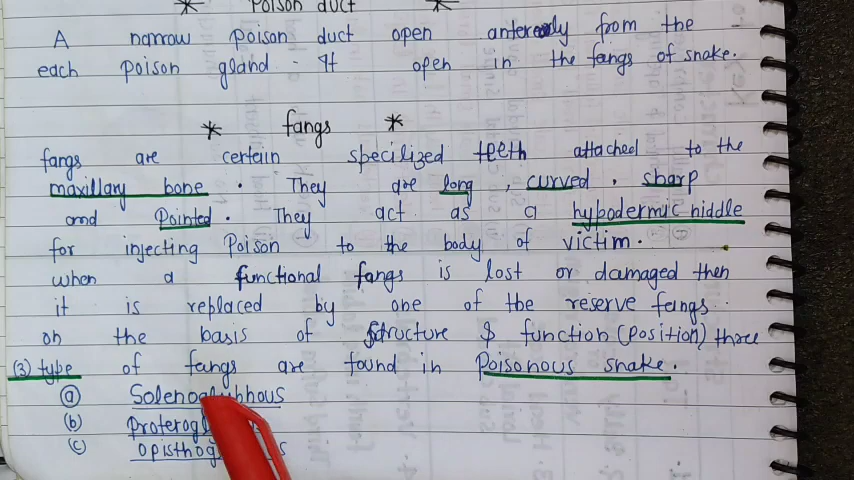 * Poison duct *
A narrow poison duct open from the
each poison gland - It open in the fangs of snake.
* fangs *
fangs are certain specilized teeth attached to the
maxillary bone. They are long, curved, sharp
and Pointed. They act as a hypodermic niddle
for injecting Poison to the body of victim.
when a functional fangs is lost or damaged then
it is replaced by one of the reserve fangs..
on the basis of structure & function (position) three
(3) type of fangs are found in Poisonous snake.
(a)
(b)
(c)